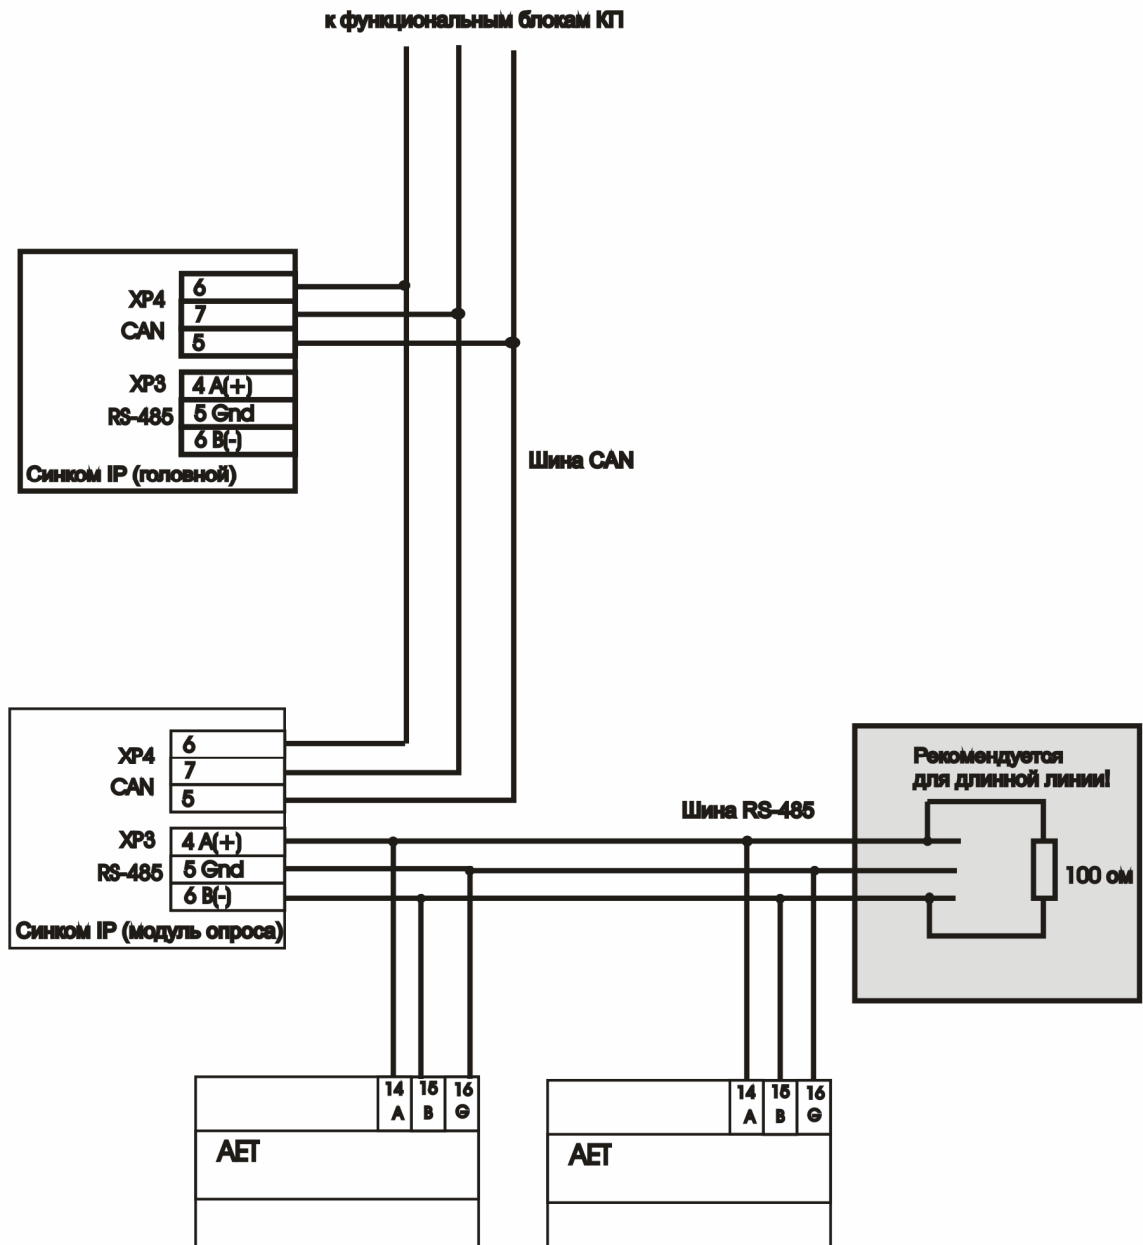 к функциональным блокам КП
XP4
CAN
6
7
5
XP3
RS-485
4 A(+)
5 Gnd
6 B(-)
Синком IP (головной)
Шина CAN
XP4
CAN
6
7
5
XP3
RS-485
4 A(+)
5 Gnd
6 B(-)
Синком IP (модуль опроса)
Шина RS-485
Рекомендуется
для длинной линии!
100 ом
14 15 16
A B G
AET
14 15 16
A B G
AET